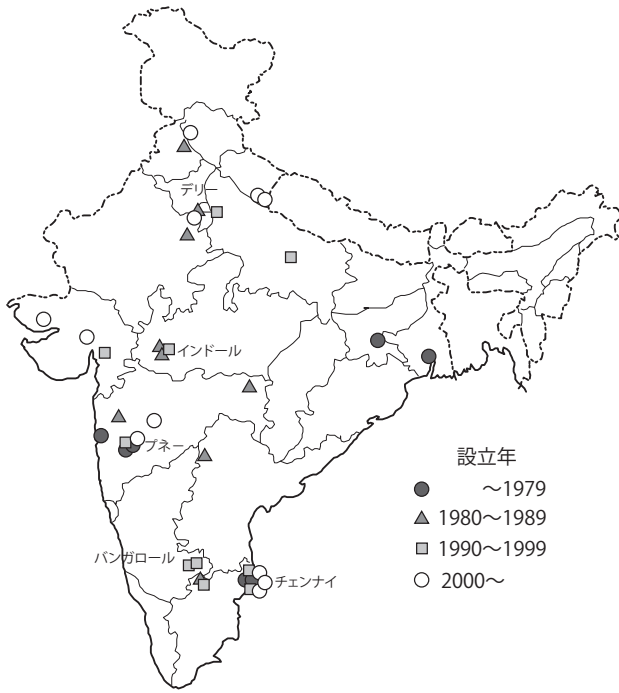 デリー
インドール
プネー
バンガロール
チェンナイ
設立年
～1979
1980～1989
1990～1999
2000～